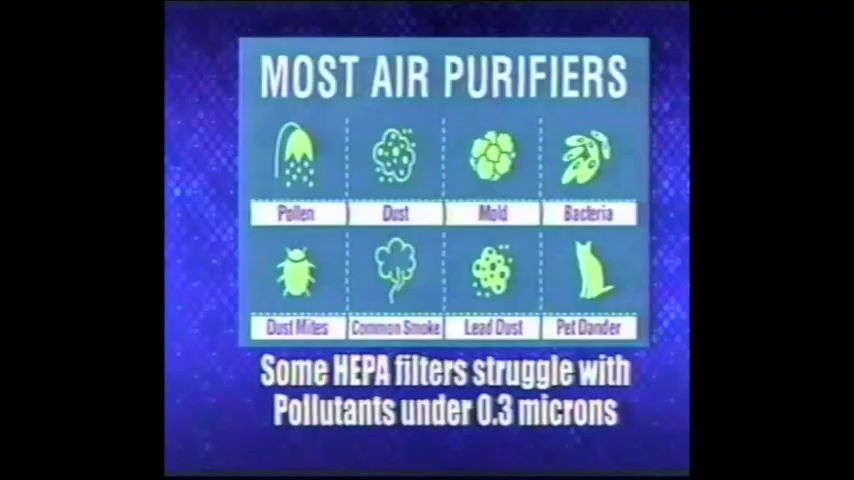 MOST AIR PURIFIERS
Pollen Dust Mold Bacteria
Dust Mites Common Smoke Lead Dust Pet Dander
Some HEPA filters struggle with
Pollutants under 0.3 microns